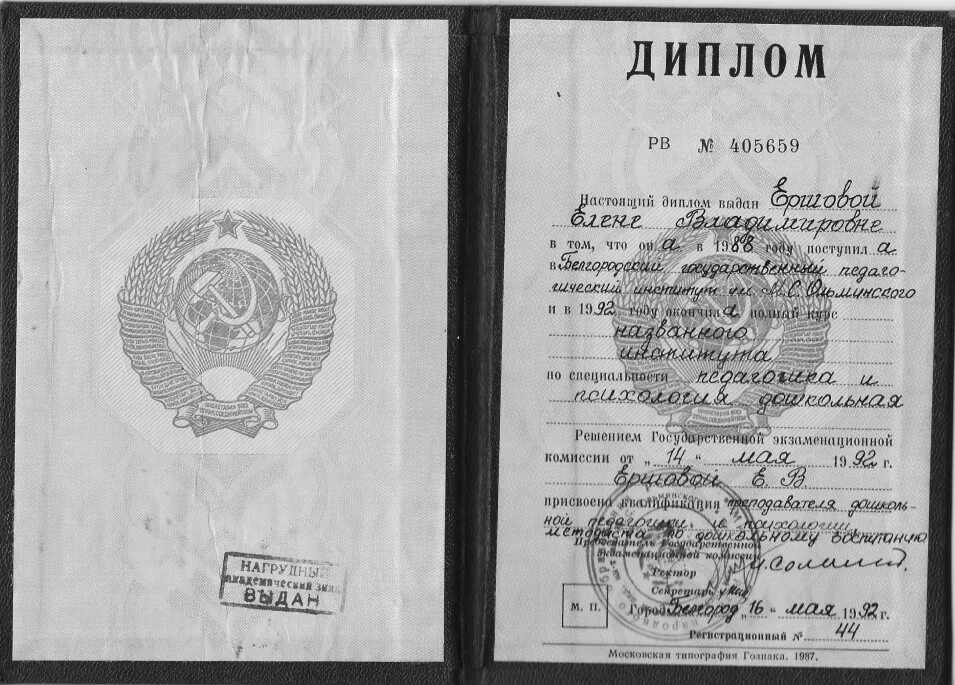 НАГРУДНЫЙ
академический знак
ВЫДАН
ДИПЛОМ
РВ № 405659
Настоящий диплом выдан Ершовой
Елене Владимировне
в том, что он а в 1988 году поступил а
в Белгородский государственный педаго-
гический институт им. М.С. Ольминского
и в 1992 году окончил а полный курс
названного
института
по специальности педагогика и
психология дошкольная
Решением Государственной экзаменационной
комиссии от „ 14 “ мая 1992 г.
Ершовой Е. В
присвоена квалификация преподавателя дошколь-
ной педагогики и психологии,
методиста по дошкольному воспитанию
Председатель Государственной
экзаменационной комиссии
Ректор
Секретарь
М. П.
Город Белгород „ 16 “ мая 1992 г.
Регистрационный № 44
Московская типография Гознака. 1987.